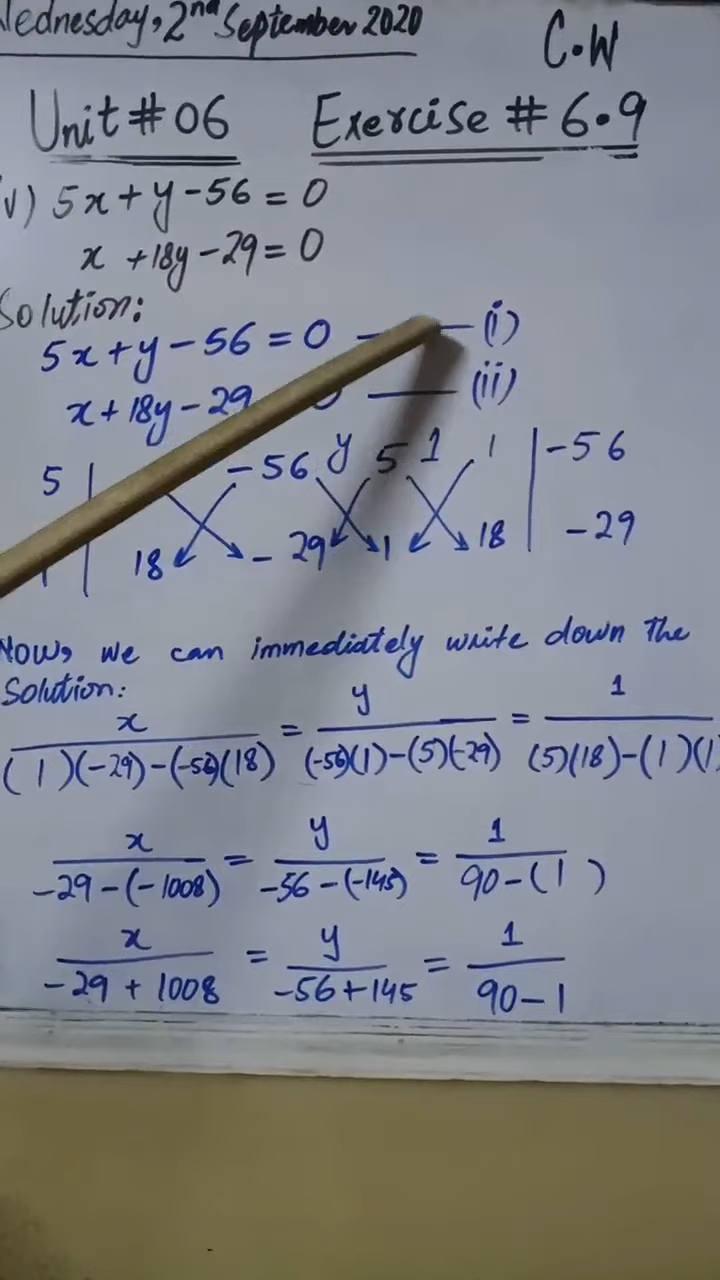 Wednesday, 2nd September 2020
C.W
Unit # 06 Exercise # 6.9
v) 5x + y - 56 = 0
x + 18y - 29 = 0
Solution:
5x + y - 56 = 0 — (i)
x + 18y - 29 0 — (ii)
5 | -56 y 5 1 1 | -56
1 | 18 -29 1 18 | -29
Now, we can immediately write down the
Solution:
x/((1)(-29)-(-56)(18)) = y/((-56)(1)-(5)(-29)) = 1/((5)(18)-(1)(1
x/(-29-(-1008)) = y/(-56-(-145)) = 1/(90-(1))
x/(-29+1008) = y/(-56+145) = 1/(90-1)